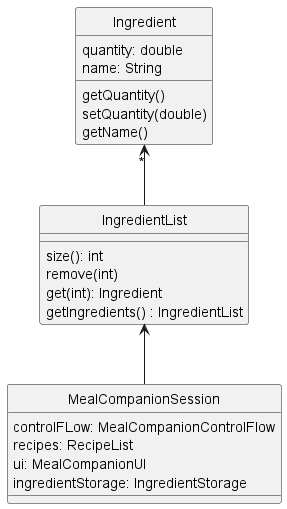 Ingredient
quantity: double
name: String
getQuantity()
setQuantity(double)
getName()
*
IngredientList
size(): int
remove(int)
get(int): Ingredient
getIngredients() : IngredientList
MealCompanionSession
controlFLow: MealCompanionControlFlow
recipes: RecipeList
ui: MealCompanionUI
ingredientStorage: IngredientStorage